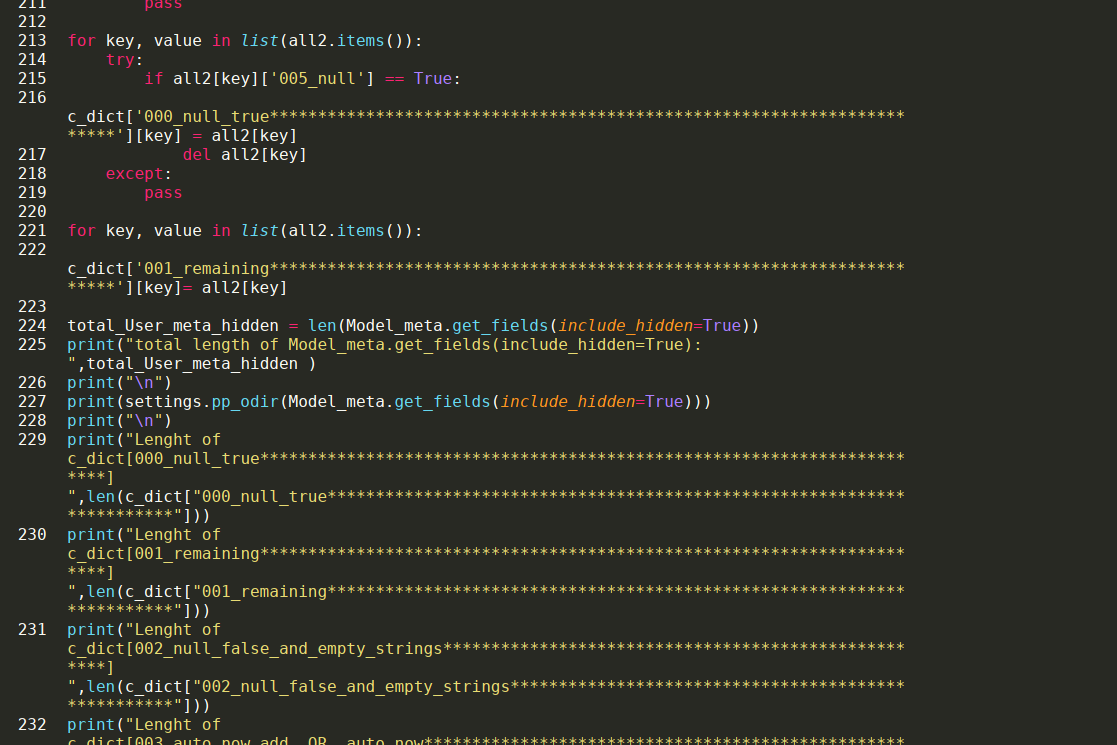 211 pass
212
213 for key, value in list(all2.items()):
214 try:
215 if all2[key]['005_null'] == True:
216
c_dict['000_null_true******************************************************************
*****'][key] = all2[key]
217 del all2[key]
218 except:
219 pass
220
221 for key, value in list(all2.items()):
222
c_dict['001_remaining******************************************************************
*****'][key]= all2[key]
223
224 total_User_meta_hidden = len(Model_meta.get_fields(include_hidden=True))
225 print("total length of Model_meta.get_fields(include_hidden=True):
",total_User_meta_hidden )
226 print("\n")
227 print(settings.pp_odir(Model_meta.get_fields(include_hidden=True)))
228 print("\n")
229 print("Lenght of
c_dict[000_null_true*******************************************************************
****]
",len(c_dict["000_null_true************************************************************
***********"]))
230 print("Lenght of
c_dict[001_remaining*******************************************************************
****]
",len(c_dict["001_remaining************************************************************
***********"]))
231 print("Lenght of
c_dict[002_null_false_and_empty_strings************************************************
****]
",len(c_dict["002_null_false_and_empty_strings*****************************************
***********"]))
232 print("Lenght of
c_dict[003_auto_now_add__OR__auto_now**************************************************